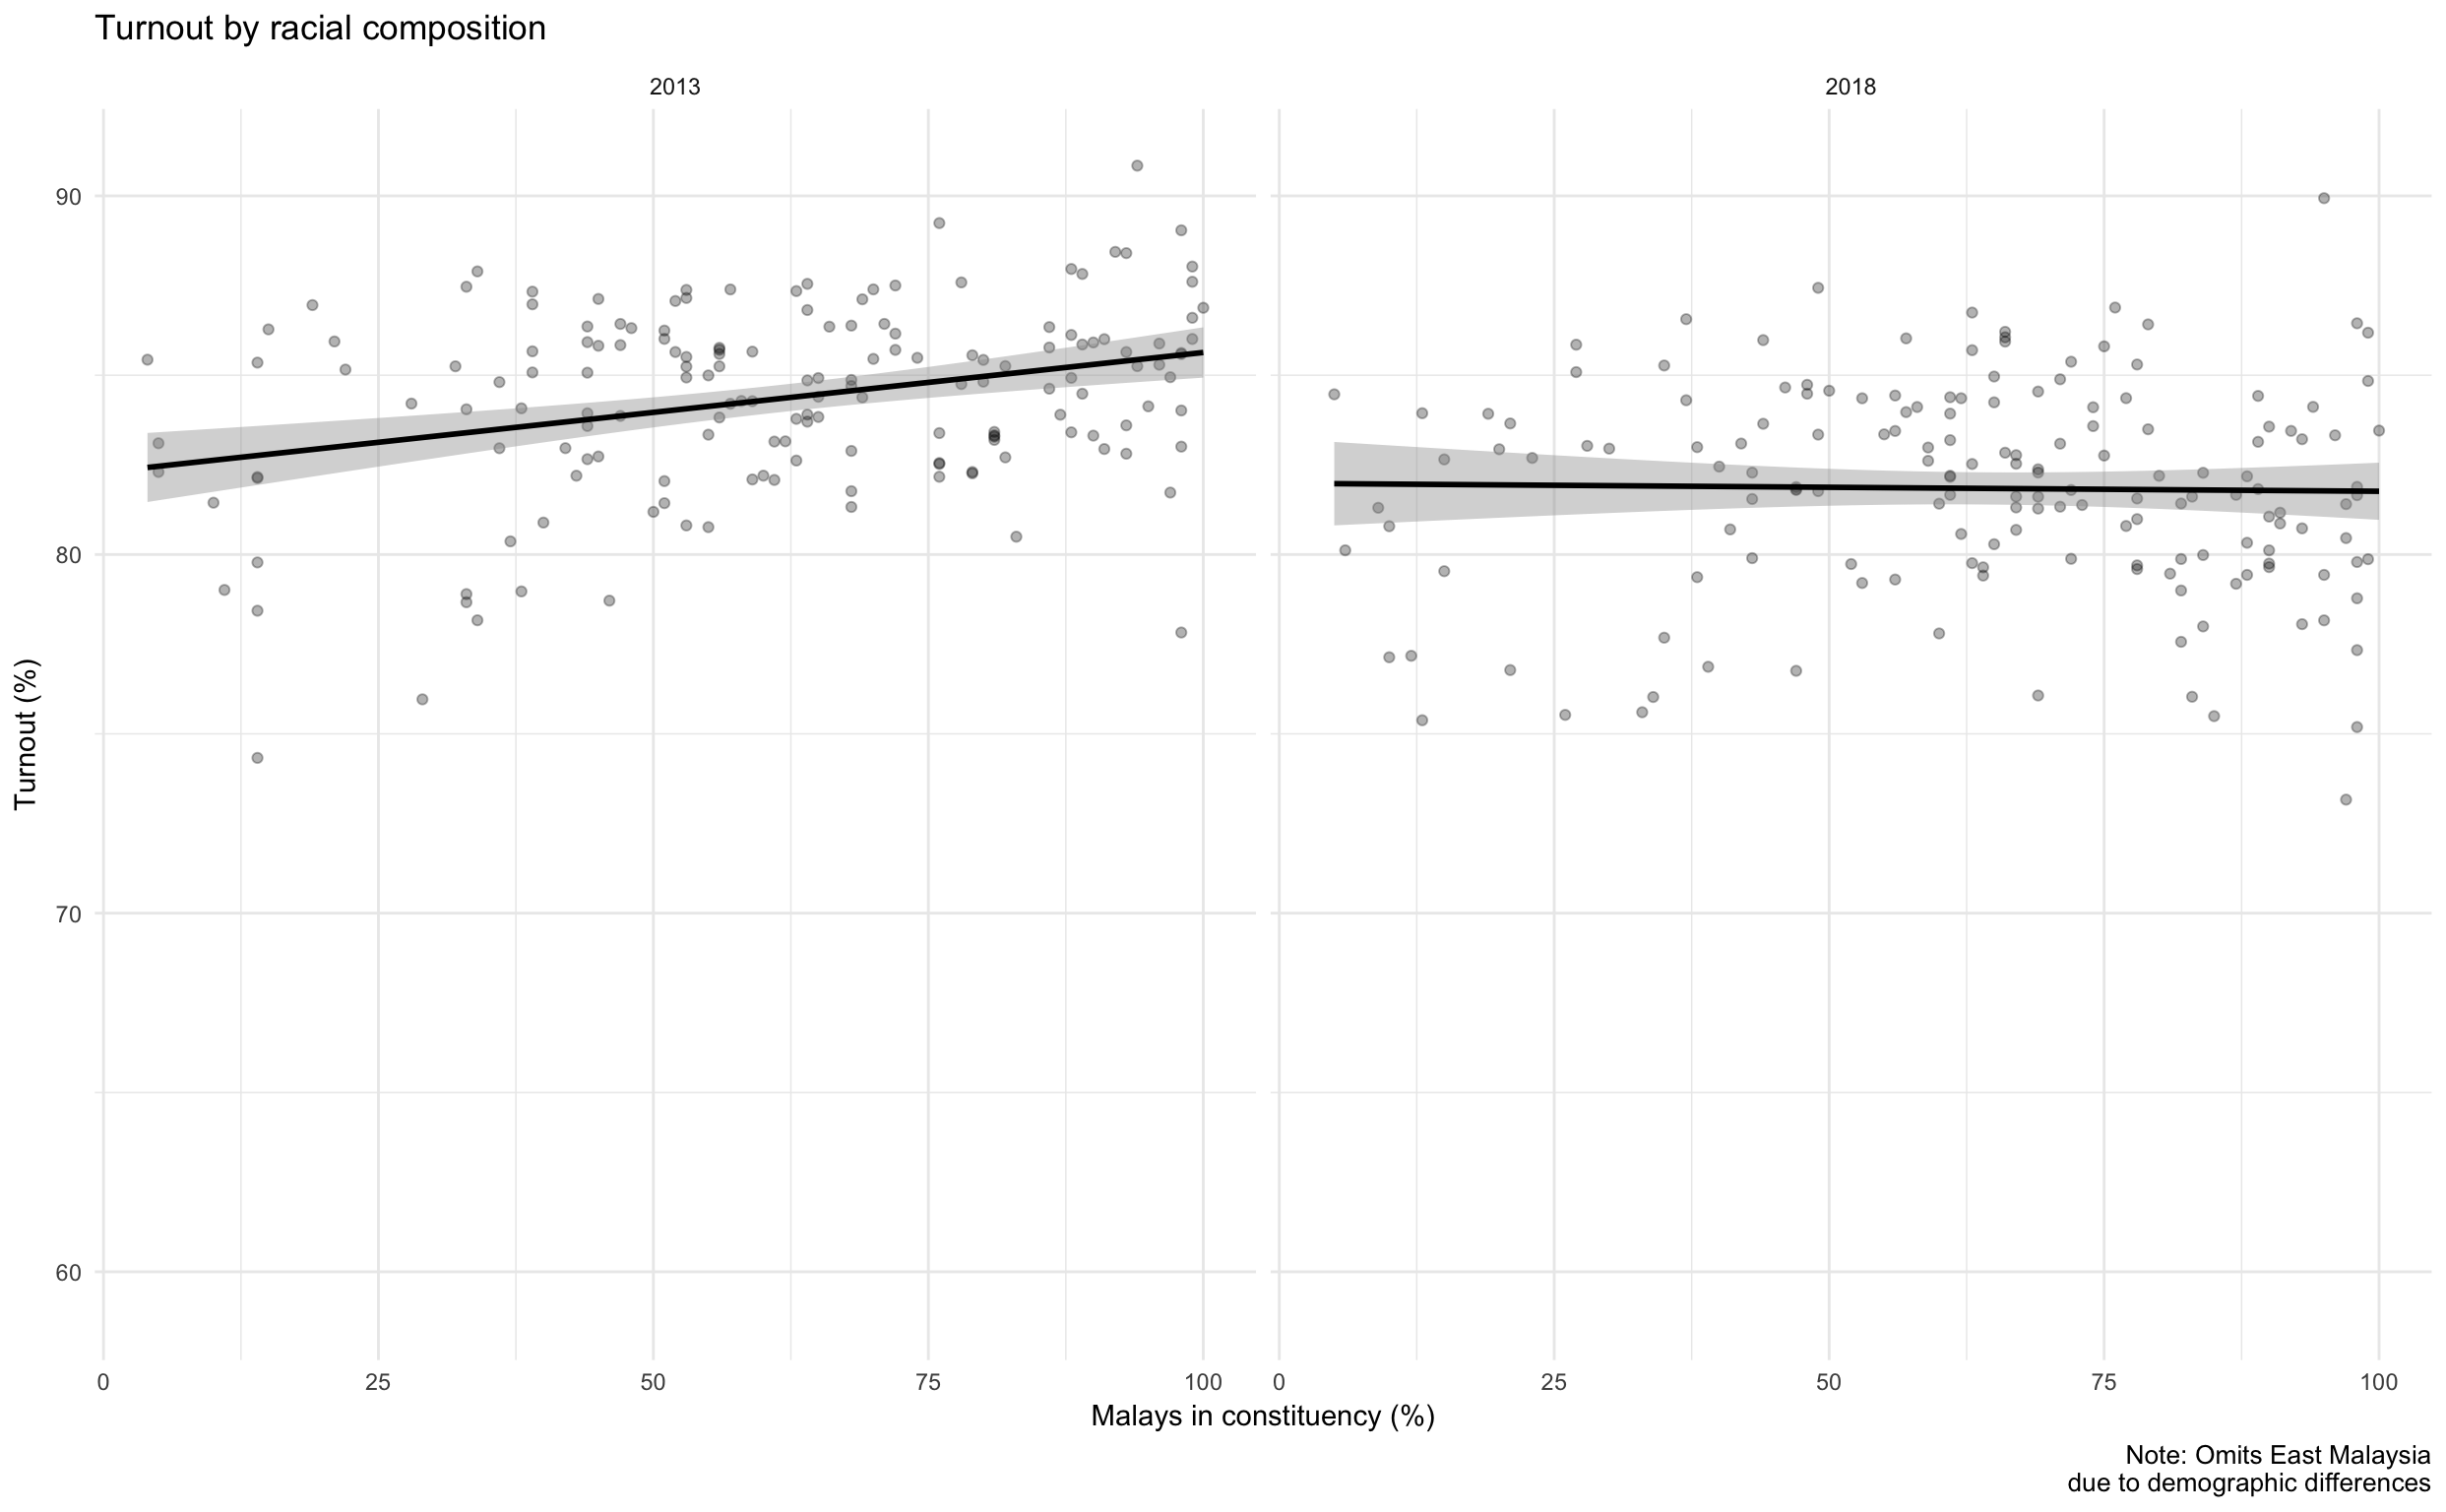 Turnout by racial composition
2013
2018
Turnout (%)
90
80
70
60
0 25 50 75 100
0 25 50 75 100
Malays in constituency (%)
Note: Omits East Malaysia
due to demographic differences